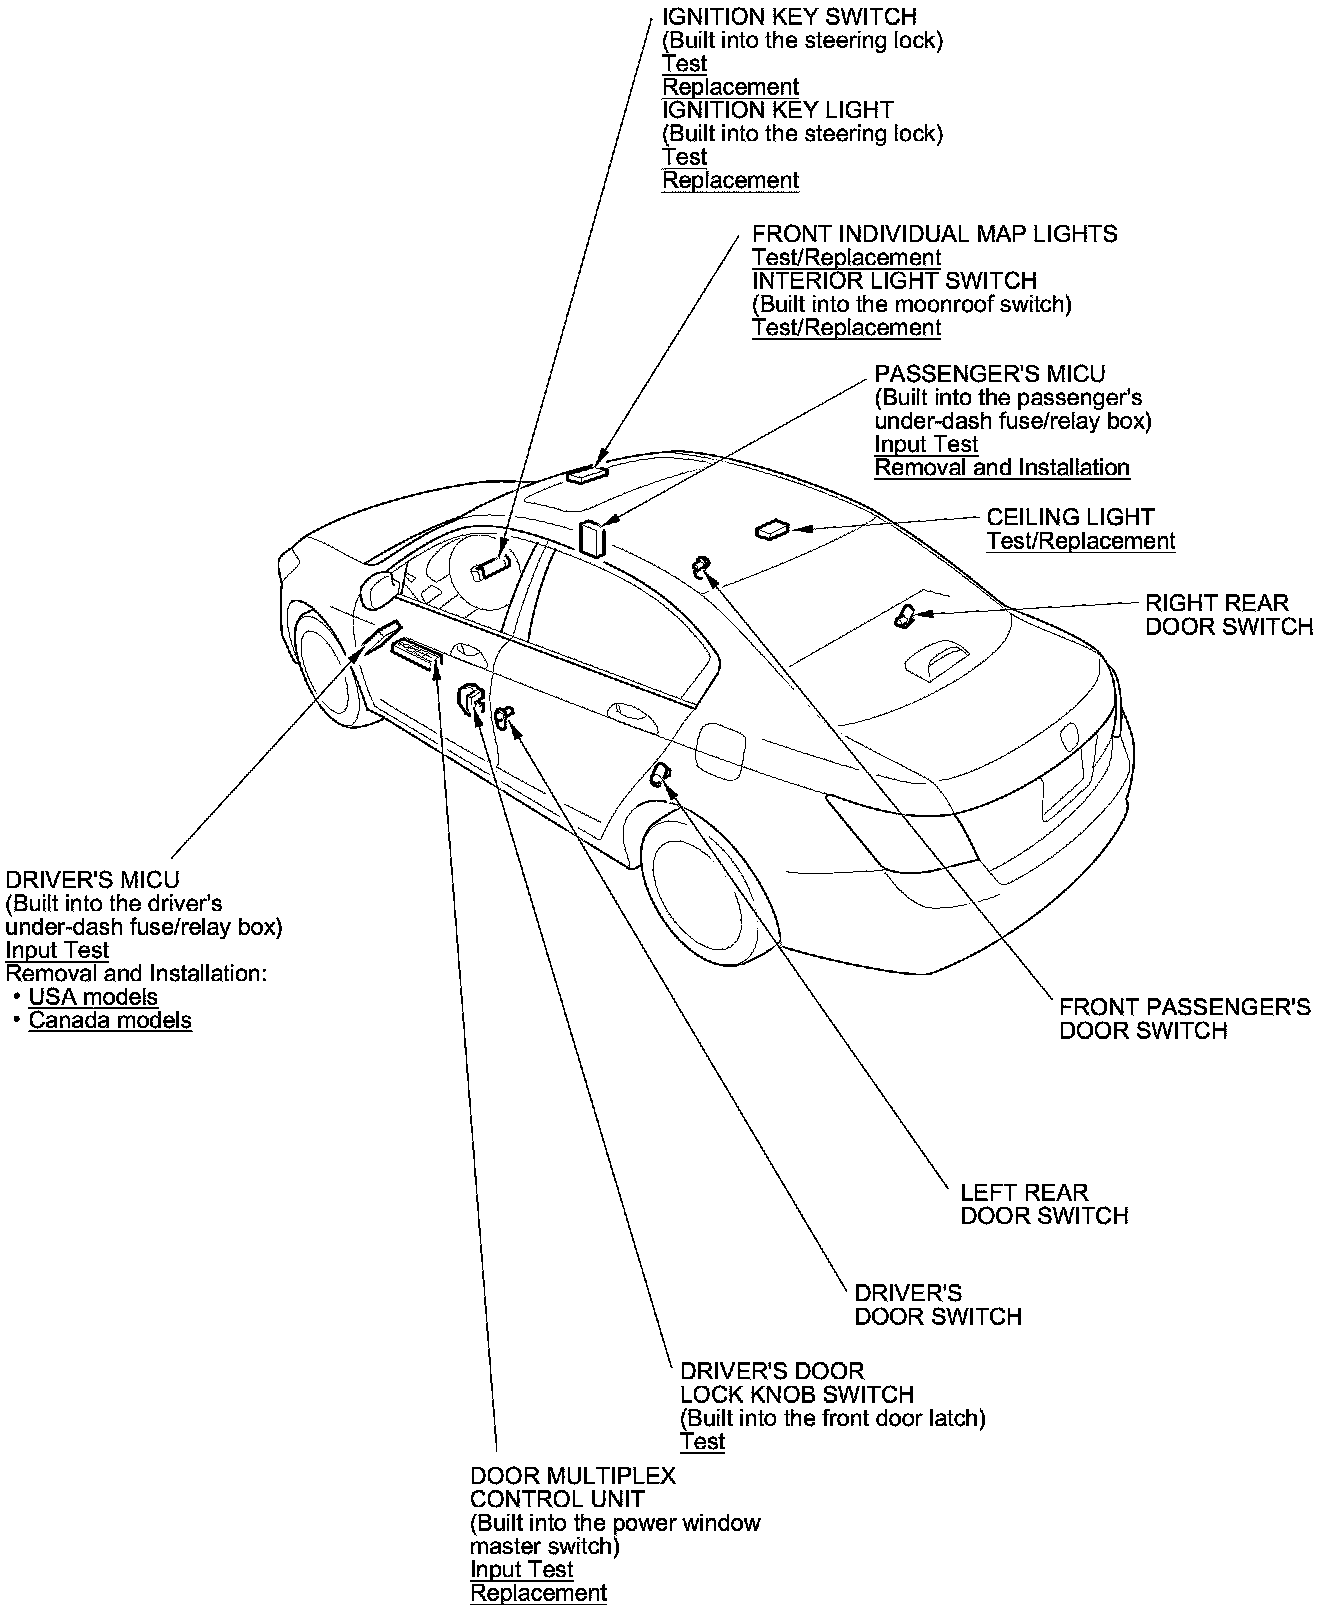 IGNITION KEY SWITCH
(Built into the steering lock)
Test
Replacement
IGNITION KEY LIGHT
(Built into the steering lock)
Test
Replacement
FRONT INDIVIDUAL MAP LIGHTS
Test/Replacement
INTERIOR LIGHT SWITCH
(Built into the moonroof switch)
Test/Replacement
PASSENGER'S MICU
(Built into the passenger's
under-dash fuse/relay box)
Input Test
Removal and Installation
CEILING LIGHT
Test/Replacement
RIGHT REAR
DOOR SWITCH
DRIVER'S MICU
(Built into the driver's
under-dash fuse/relay box)
Input Test
Removal and Installation:
• USA models
• Canada models
FRONT PASSENGER'S
DOOR SWITCH
LEFT REAR
DOOR SWITCH
DRIVER'S
DOOR SWITCH
DRIVER'S DOOR
LOCK KNOB SWITCH
(Built into the front door latch)
Test
DOOR MULTIPLEX
CONTROL UNIT
(Built into the power window
master switch)
Input Test
Replacement